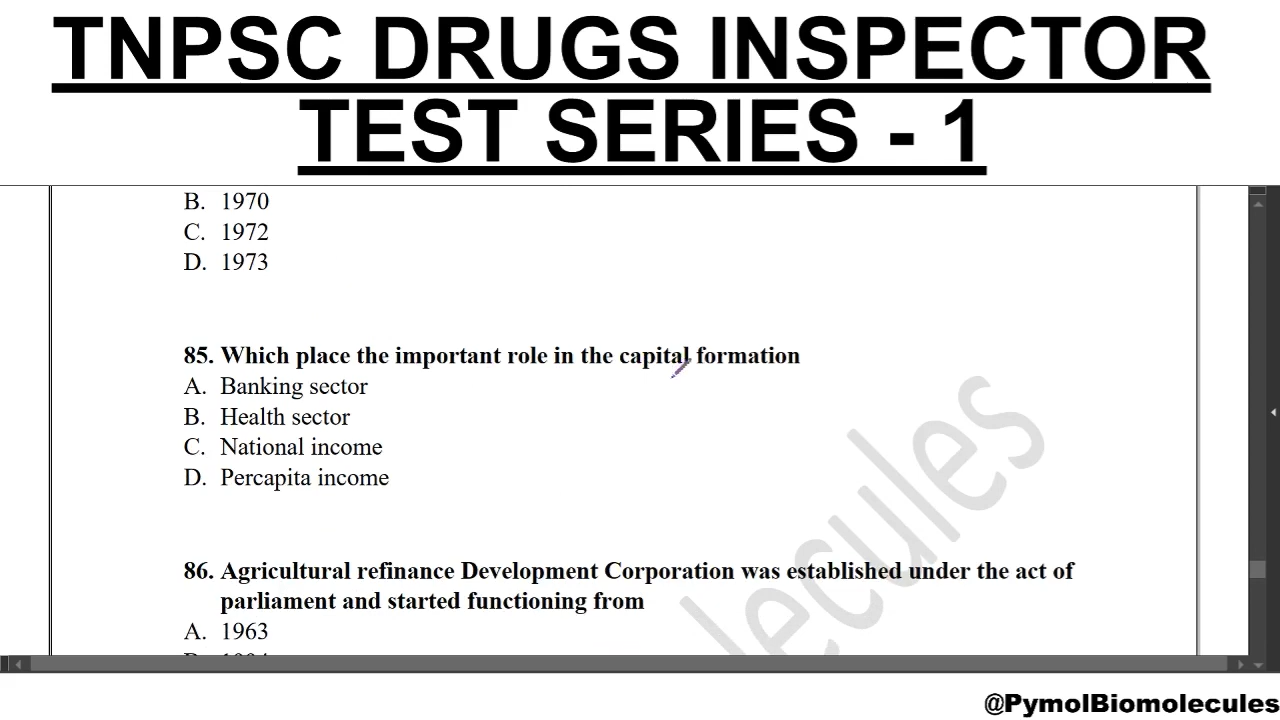 TNPSC DRUGS INSPECTOR
TEST SERIES - 1
B. 1970
C. 1972
D. 1973
85. Which place the important role in the capital formation
A. Banking sector
B. Health sector
C. National income
D. Percapita income
86. Agricultural refinance Development Corporation was established under the act of
parliament and started functioning from
A. 1963
lecules
@PymolBiomolecules